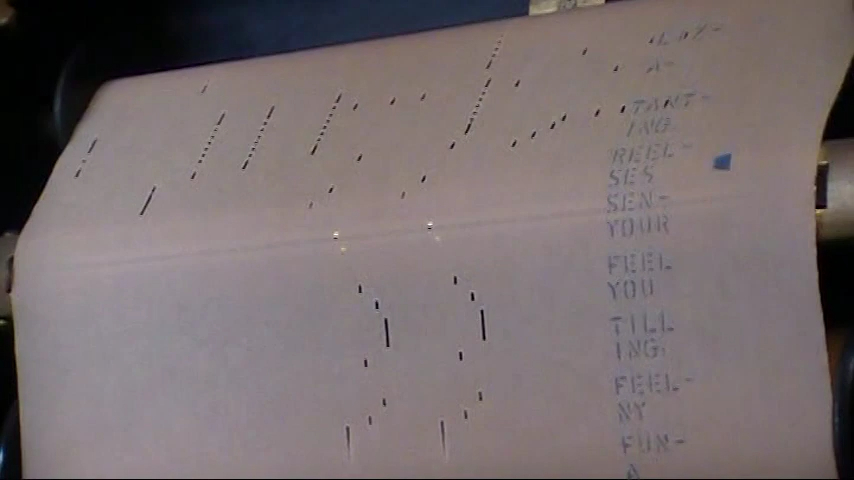 A-
TANT-
ING.
REEL-
SES
SEN-
YOUR
FEEL
YOU
TILL
ING.
FEEL-
NY
FUN-
A